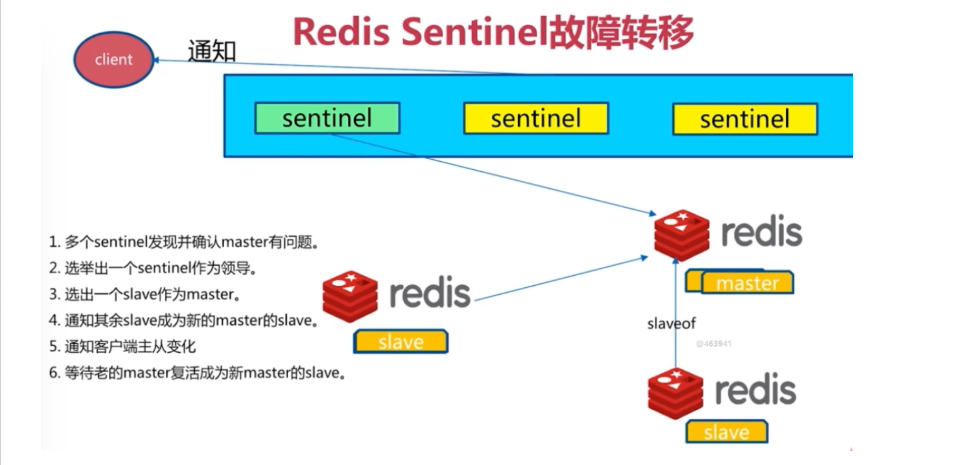 Redis Sentinel故障转移
client
通知
sentinel
sentinel
sentinel
redis
master
1. 多个sentinel发现并确认master有问题。
2. 选举出一个sentinel作为领导。
3. 选出一个slave作为master。
4. 通知其余slave成为新的master的slave。
5. 通知客户端主从变化
6. 等待老的master复活成为新master的slave。
redis
slave
slaveof
@463941
redis
slave